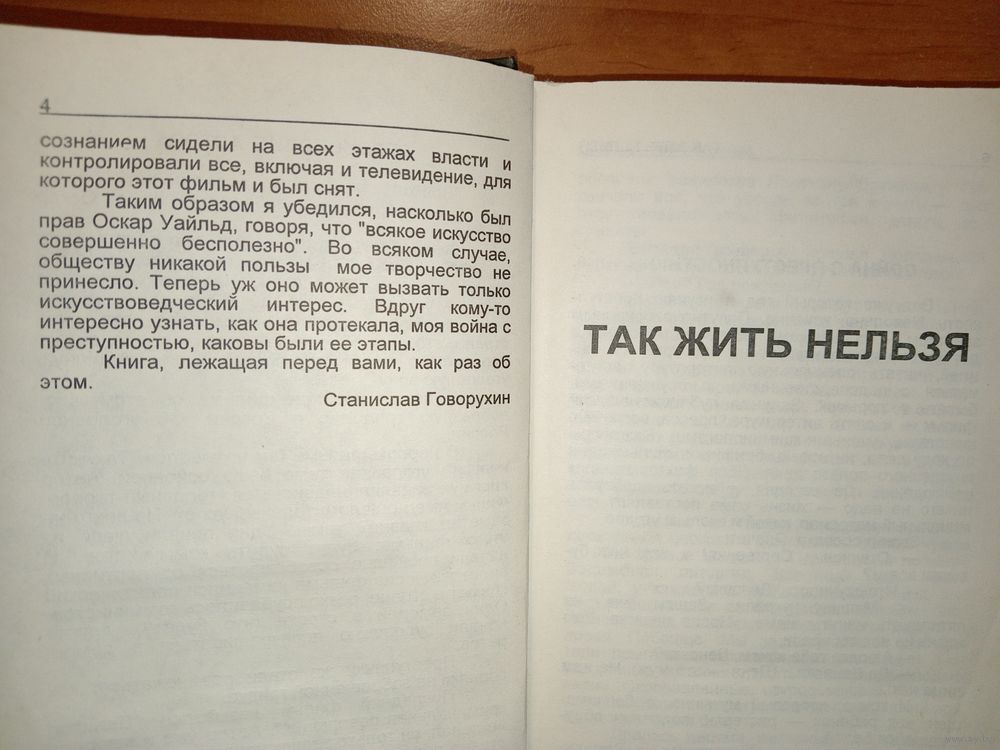 4
сознанием сидели на всех этажах власти и
контролировали все, включая и телевидение, для
которого этот фильм и был снят.
Таким образом я убедился, насколько был
прав Оскар Уайльд, говоря, что "всякое искусство
совершенно бесполезно". Во всяком случае,
обществу никакой пользы мое творчество не
принесло. Теперь уж оно может вызвать только
искусствоведческий интерес. Вдруг кому-то
интересно узнать, как она протекала, моя война с
преступностью, каковы были ее этапы.
Книга, лежащая перед вами, как раз об
этом.
Станислав Говорухин
ТАК ЖИТЬ НЕЛЬЗЯ